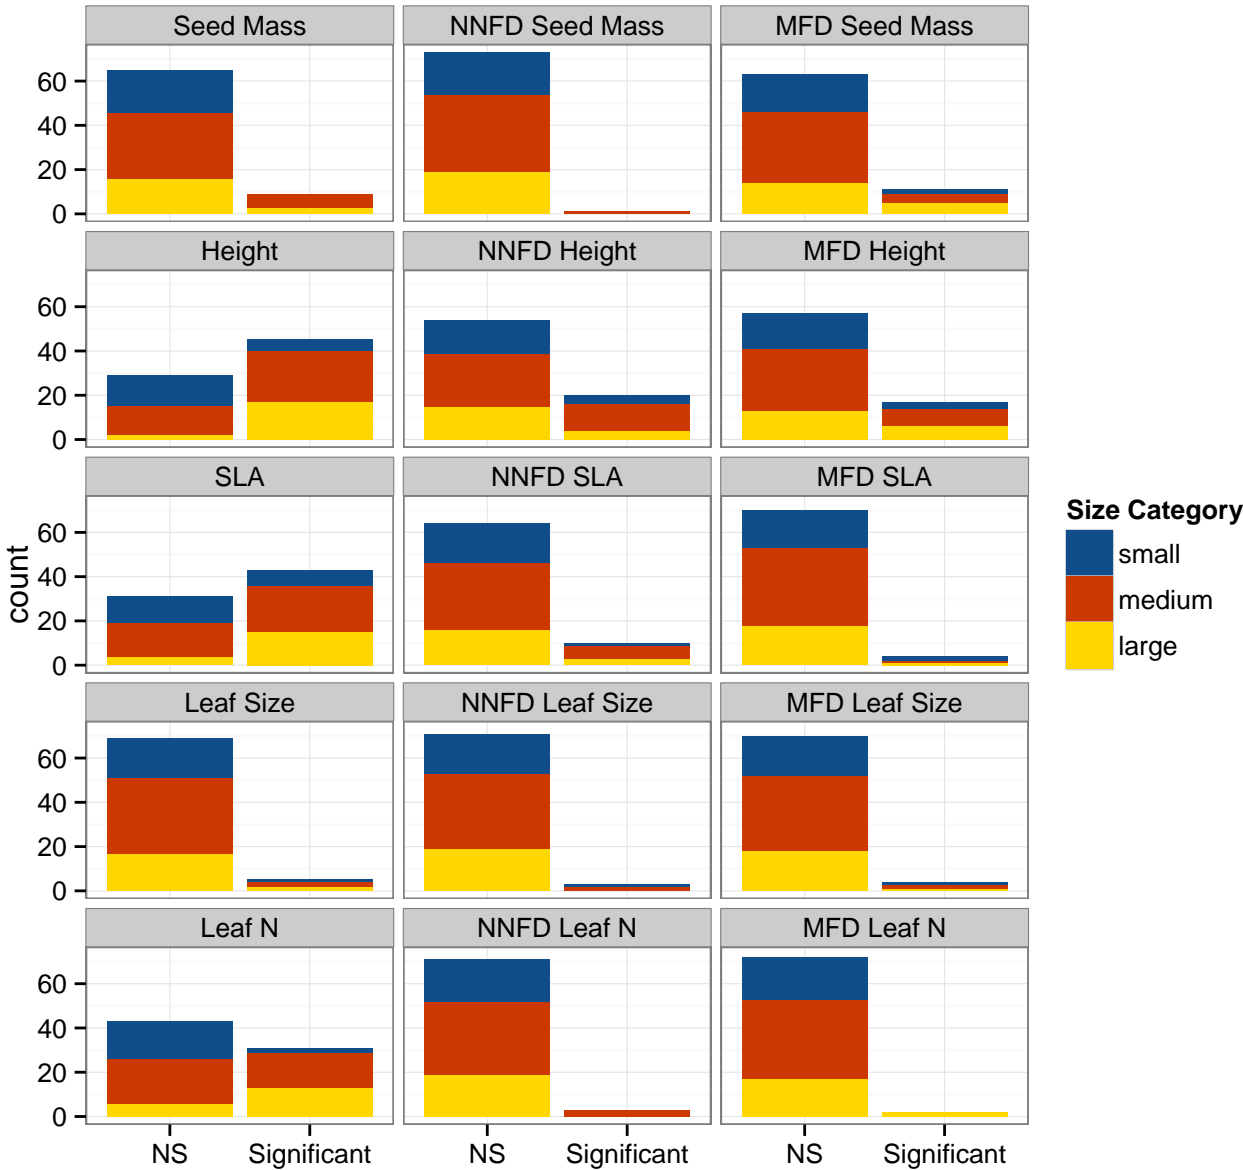 Seed Mass
NNFD Seed Mass
MFD Seed Mass
60
40
20
0
Height
NNFD Height
MFD Height
60
40
20
0
SLA
NNFD SLA
MFD SLA
60
40
20
0
Leaf Size
NNFD Leaf Size
MFD Leaf Size
60
40
20
0
Leaf N
NNFD Leaf N
MFD Leaf N
60
40
20
0
NS
Significant
NS
Significant
NS
Significant
count
Size Category
small
medium
large